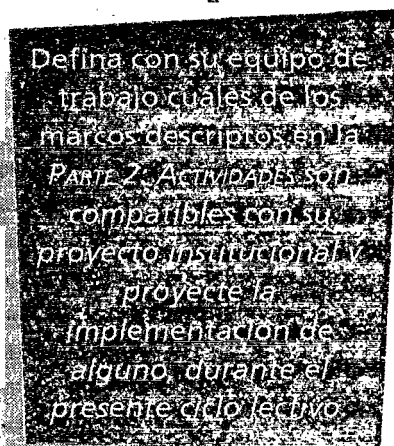 Defina con su equipo de
trabajo cuáles de los
marcos descriptos en la
PARTE 2: ACTIVIDADES son
compatibles con su
proyecto institucional y
proyecte la
implementación de
alguno, durante el
presente ciclo lectivo